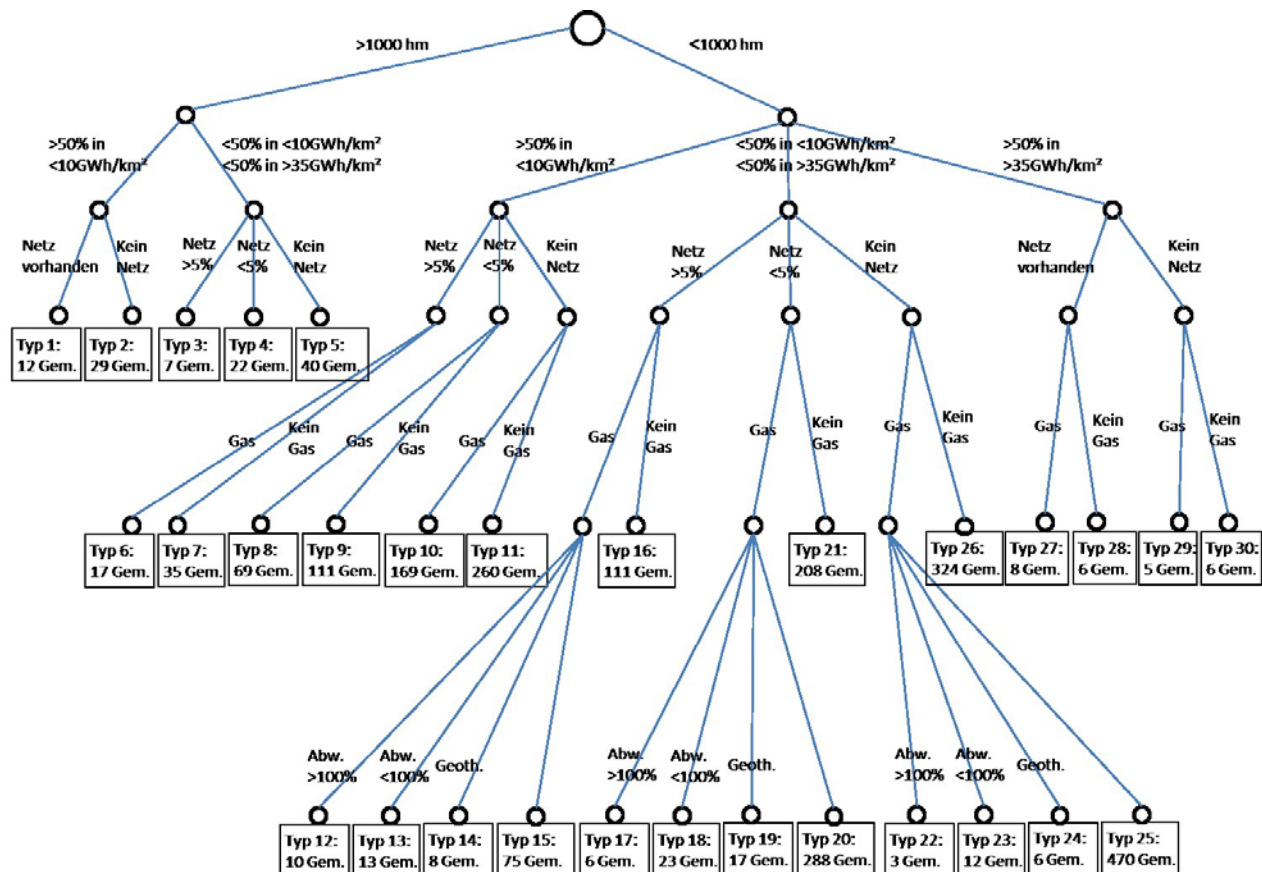 >1000 hm
<1000 hm
>50% in
<10GWh/km²
<50% in <10GWh/km²
<50% in >35GWh/km²
>50% in
<10GWh/km²
<50% in <10GWh/km²
<50% in >35GWh/km²
>50% in
>35GWh/km²
Netz
vorhanden
Kein
Netz
Netz
>5%
Netz
<5%
Kein
Netz
Netz
>5%
Netz
<5%
Kein
Netz
Netz
>5%
Netz
<5%
Kein
Netz
Netz
vorhanden
Kein
Netz
Typ 1:
12 Gem.
Typ 2:
29 Gem.
Typ 3:
7 Gem.
Typ 4:
22 Gem.
Typ 5:
40 Gem.
Gas
Kein
Gas
Gas
Kein
Gas
Gas
Kein
Gas
Gas
Kein
Gas
Gas
Kein
Gas
Gas
Kein
Gas
Gas
Kein
Gas
Gas
Kein
Gas
Typ 6:
17 Gem.
Typ 7:
35 Gem.
Typ 8:
69 Gem.
Typ 9:
111 Gem.
Typ 10:
169 Gem.
Typ 11:
260 Gem.
Typ 16:
111 Gem.
Typ 21:
208 Gem.
Typ 26:
324 Gem.
Typ 27:
8 Gem.
Typ 28:
6 Gem.
Typ 29:
5 Gem.
Typ 30:
6 Gem.
Abw.
>100%
Abw.
<100%
Geoth.
Abw.
>100%
Abw.
<100%
Geoth.
Abw.
>100%
Abw.
<100%
Geoth.
Typ 12:
10 Gem.
Typ 13:
13 Gem.
Typ 14:
8 Gem.
Typ 15:
75 Gem.
Typ 17:
6 Gem.
Typ 18:
23 Gem.
Typ 19:
17 Gem.
Typ 20:
288 Gem.
Typ 22:
3 Gem.
Typ 23:
12 Gem.
Typ 24:
6 Gem.
Typ 25:
470 Gem.